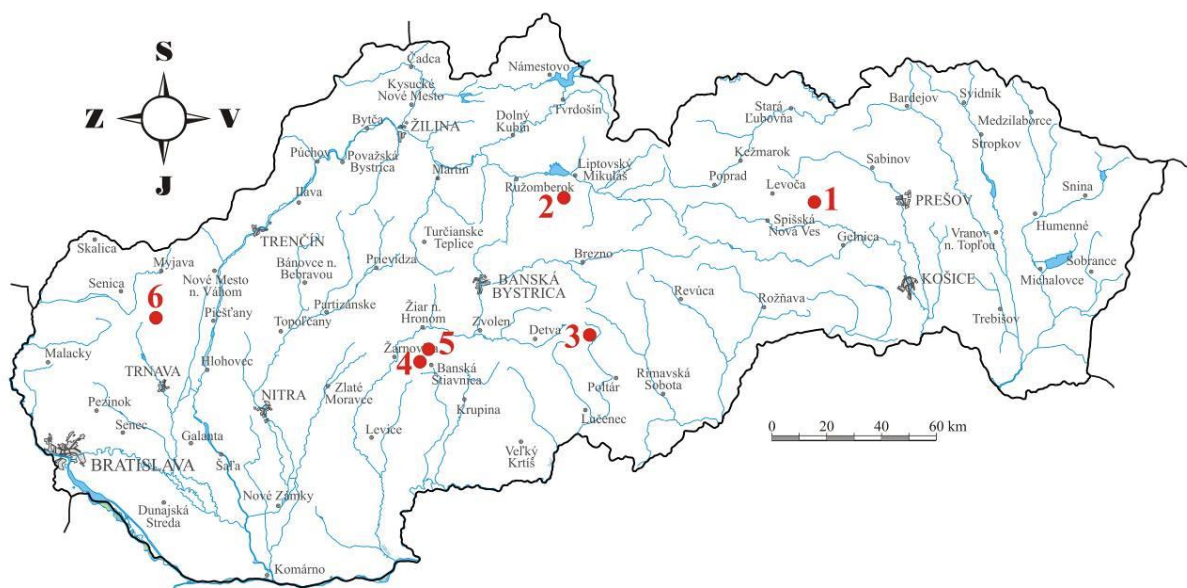 S
Z
V
J
Čadca
Kysucké
Nové Mesto
Námestovo
Tvrdošín
Dolný
Kubín
Bytča
ŽILINA
Púchov
Považská
Bystrica
Martin
Ružomberok
Liptovský
Mikuláš
2
Stará
Ľubovňa
Kežmarok
Poprad
Levoča
1
Spišská
Nová Ves
Gelnica
Sabinov
PREŠOV
Bardejov
Svidník
Medzilaborce
Stropkov
Snina
Humenné
Vranov
n. Topľou
Michalovce
Sobrance
KOŠICE
Trebišov
Ilava
TRENČÍN
Skalica
Senica
Myjava
Nové Mesto
n. Váhom
Bánovce n.
Bebravou
Prievidza
Turčianske
Teplice
BANSKÁ
BYSTRICA
Brezno
Revúca
Rožňava
6
Piešťany
Topoľčany
Partizánske
Žiar n.
Hronom
Zvolen
Detva
3
Malacky
TRNAVA
Hlohovec
Žarnovica
5
4
Banská
Štiavnica
Poltár
Rimavská
Sobota
Pezinok
Senec
NITRA
Zlaté
Moravce
Krupina
Lučenec
Galanta
Levice
Veľký
Krtíš
BRATISLAVA
Šaľa
Dunajská
Streda
Nové Zámky
Komárno
0 20 40 60 km